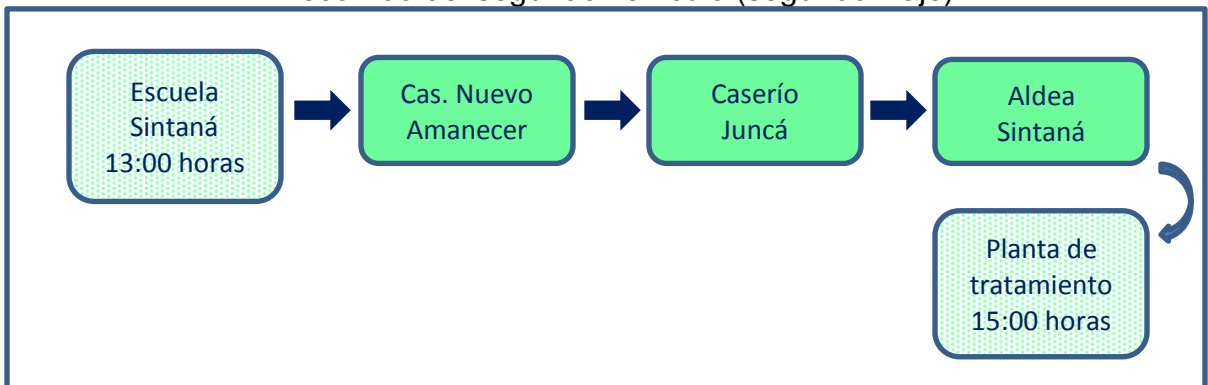 Escuela
Sintaná
13:00 horas
Cas. Nuevo
Amanecer
Caserío
Juncá
Aldea
Sintaná
Planta de
tratamiento
15:00 horas